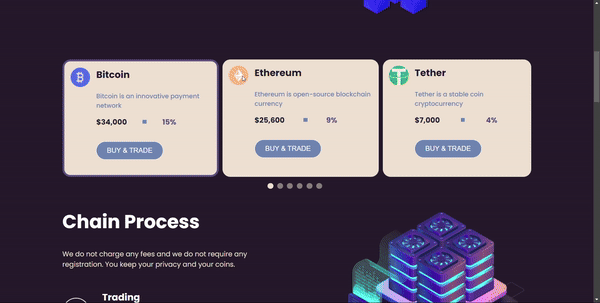 Bitcoin
Bitcoin is an innovative payment
network
$34,000 = 15%
BUY & TRADE
Ethereum
Ethereum is open-source blockchain
currency
$25,600 = 9%
BUY & TRADE
Tether
Tether is a stable coin
cryptocurrency
$7,000 = 4%
BUY & TRADE
Chain Process
We do not charge any fees and we do not require any
registration. You keep your privacy and your coins.
Trading